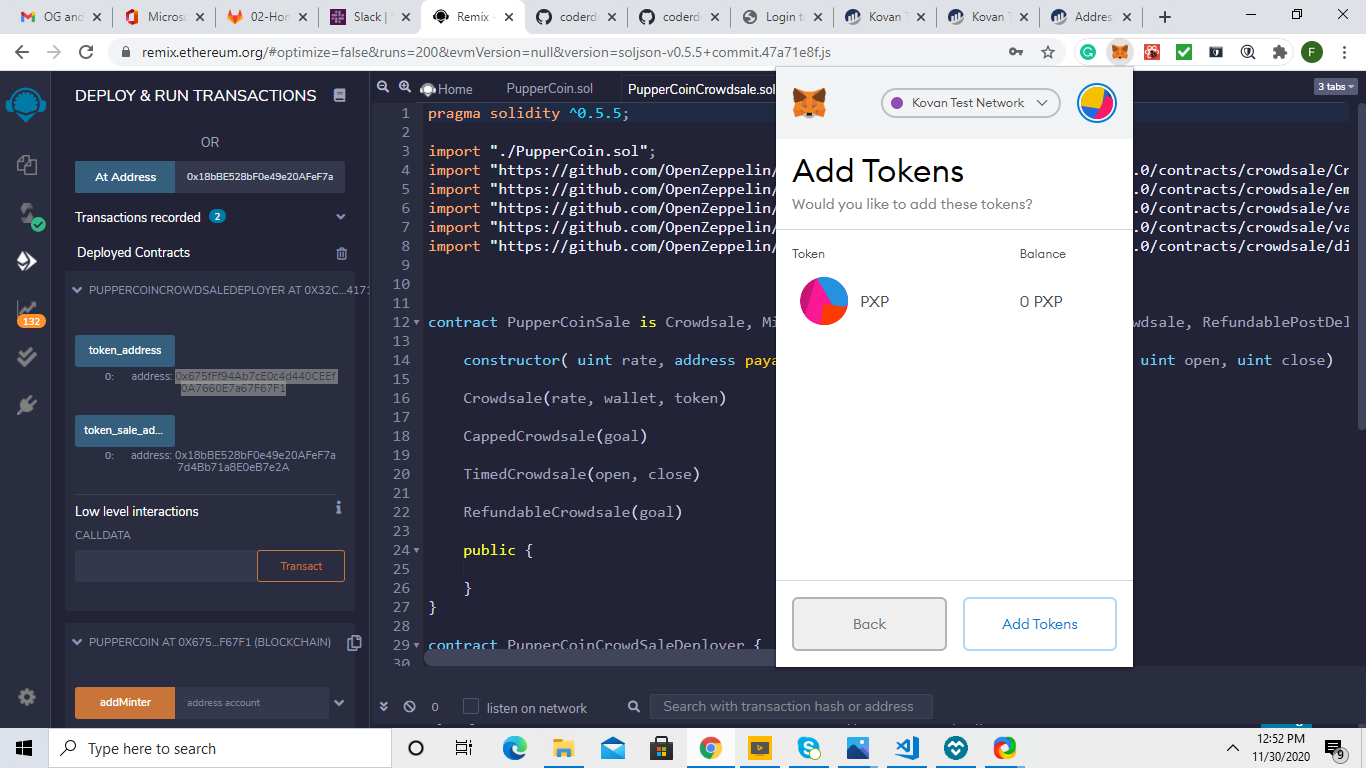 OG and
Microso
02-Hom
Slack | 
Remix -
coderd
coderd
Login to
Kovan T
Kovan T
Addres
remix.ethereum.org/#optimize=false&runs=200&evmVersion=null&version=soljson-v0.5.5+commit.47a71e8f.js
F
DEPLOY & RUN TRANSACTIONS
OR
At Address 0x18bBE528bF0e49e20AFeF7a
Transactions recorded 2
Deployed Contracts
PUPPERCOINCROWDSALEDEPLOYER AT 0X32C...4171
token_address
0: address: 0x675fFf94Ab7cE0c4d440CEEf
0A7660E7a67F67F1
token_sale_ad...
0: address: 0x18bBE528bF0e49e20AFeF7a
7d4Bb71a8E0eB7e2A
Low level interactions
CALLDATA
Transact
PUPPERCOIN AT 0X675...F67F1 (BLOCKCHAIN)
addMinter address account
132
Home PupperCoin.sol PupperCoinCrowdsale.sol
3 tabs
1 pragma solidity ^0.5.5;
2
3 import "./PupperCoin.sol";
4 import "https://github.com/OpenZeppelin/ .0/contracts/crowdsale/Cr
5 import "https://github.com/OpenZeppelin/ .0/contracts/crowdsale/em
6 import "https://github.com/OpenZeppelin/ .0/contracts/crowdsale/va
7 import "https://github.com/OpenZeppelin/ .0/contracts/crowdsale/va
8 import "https://github.com/OpenZeppelin/ .0/contracts/crowdsale/di
9
10
11
12 contract PupperCoinSale is Crowdsale, Mi wdsale, RefundablePostDel
13
14 constructor( uint rate, address paya uint open, uint close)
15
16 Crowdsale(rate, wallet, token)
17
18 CappedCrowdsale(goal)
19
20 TimedCrowdsale(open, close)
21
22 RefundableCrowdsale(goal)
23
24 public {
25
26 }
27 }
28
29 contract PupperCoinCrowdSaleDeployer {
30
Kovan Test Network
Add Tokens
Would you like to add these tokens?
Token Balance
PXP 0 PXP
Back Add Tokens
0 listen on network Search with transaction hash or address
Type here to search
12:52 PM
11/30/2020
9